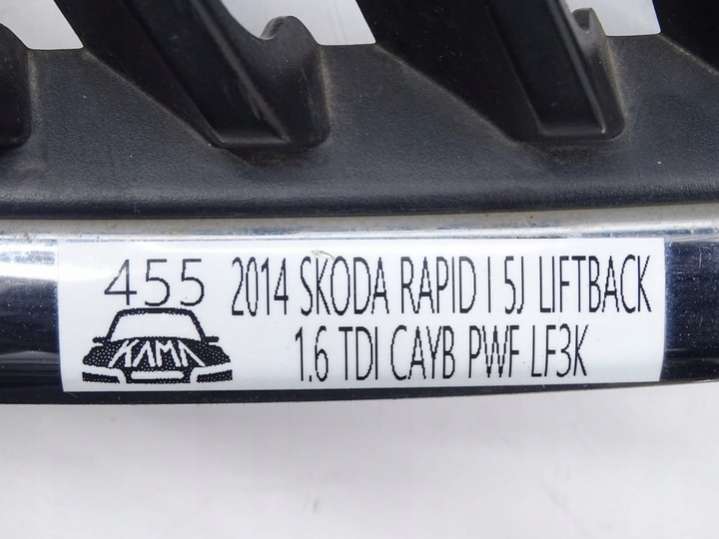 455 2014 SKODA RAPID I 5J LIFTBACK
KAMA 1.6 TDI CAYB PWF LF3K